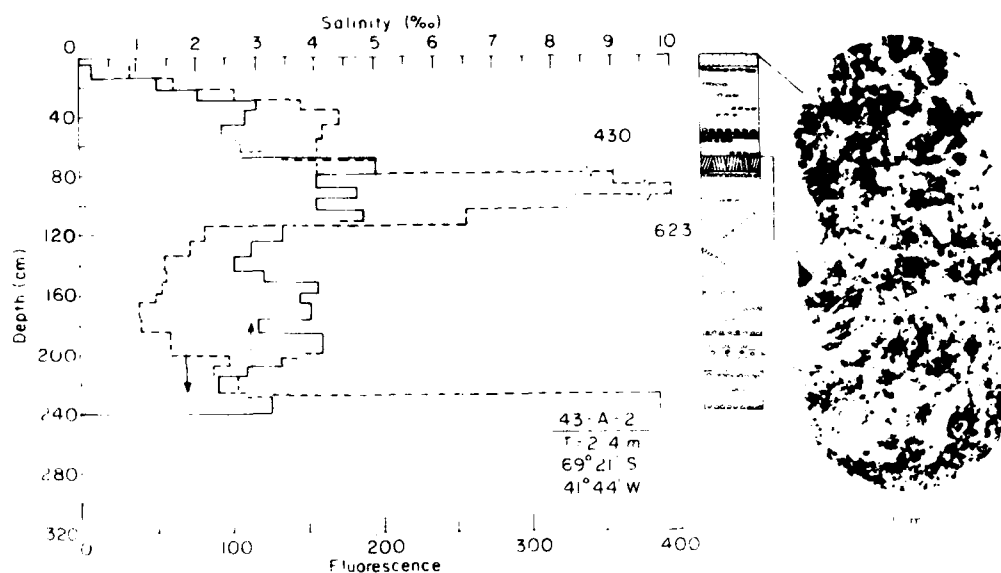 Salinity (‰)
0 1 2 3.0 4 5 6 7 8 9 10
0
40
80
120
160
200
240
280
320
Depth (cm)
430
623
43-A-2
T=2.4 m
69°21' S
41°44' W
0 100 200 300 400
Fluorescence